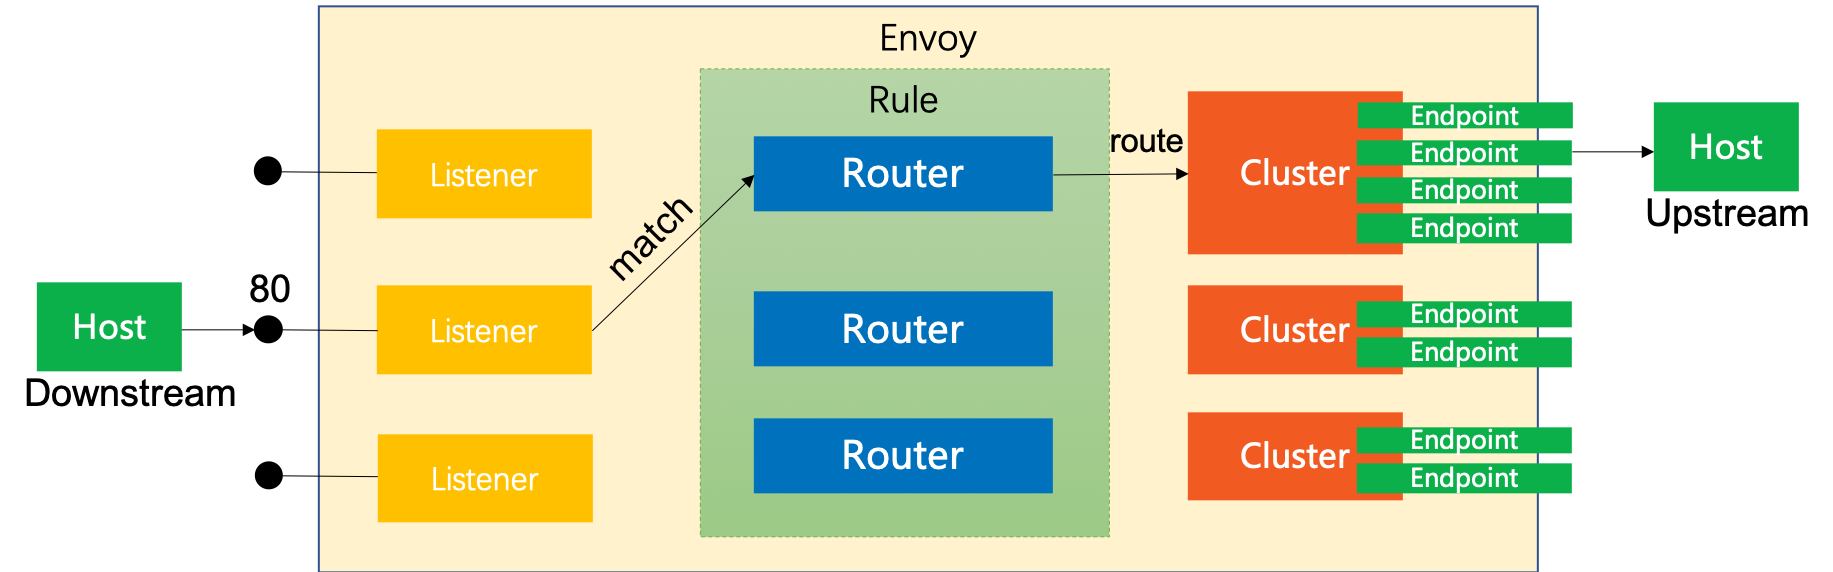 Envoy
Rule
Listener
Router
route
Cluster
Endpoint
Endpoint
Endpoint
Endpoint
Host
Upstream
match
80
Host
Downstream
Listener
Router
Cluster
Endpoint
Endpoint
Listener
Router
Cluster
Endpoint
Endpoint